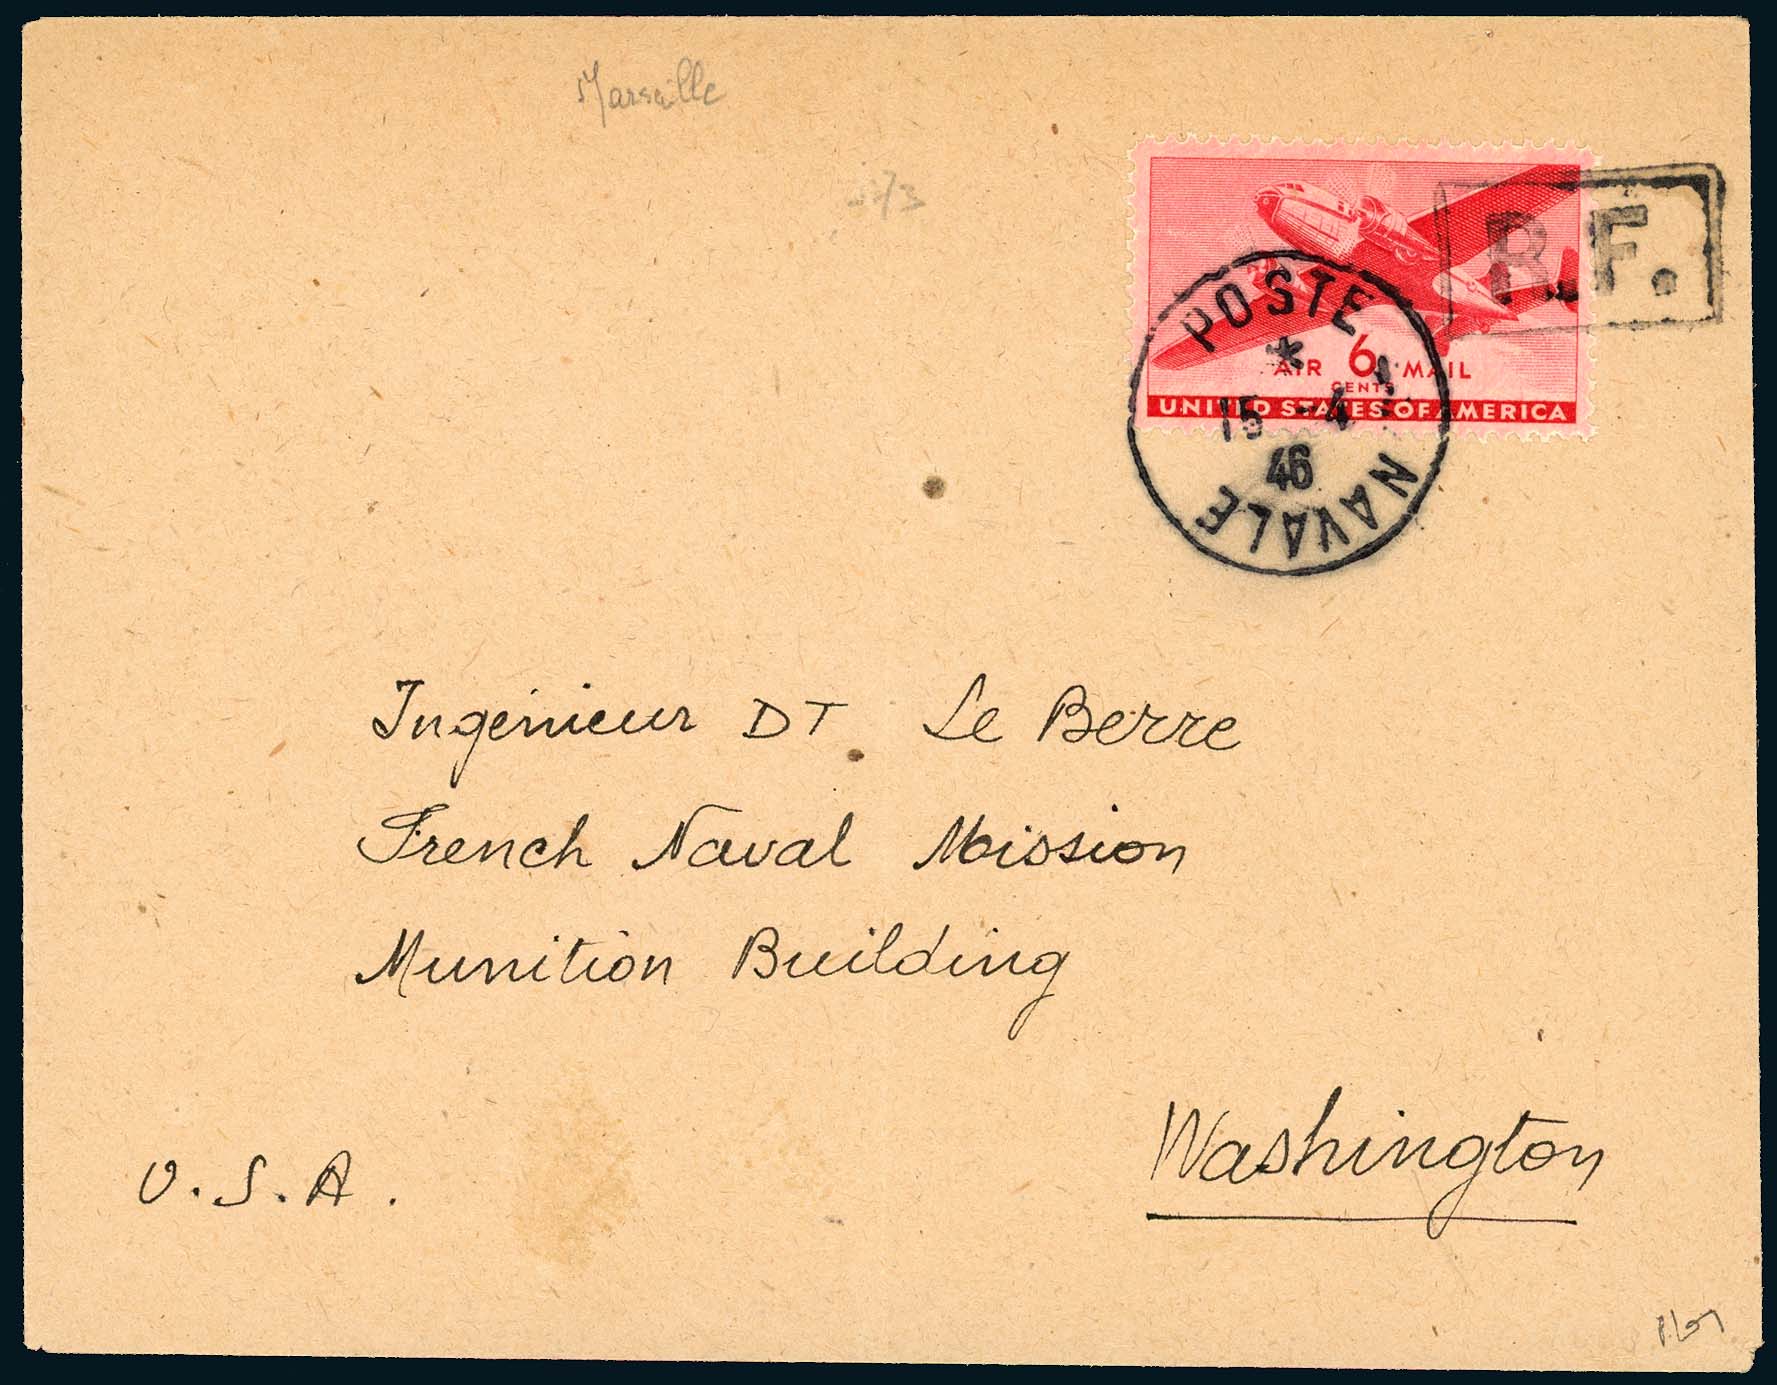 Marseille
R.F.
AIR 6 MAIL
CENTS
UNITED STATES OF AMERICA
POSTE NAVALE
*
15 - 4
46
Ingénieur DT Le Berre
French Naval Mission
Munition Building
Washington
U.S.A.